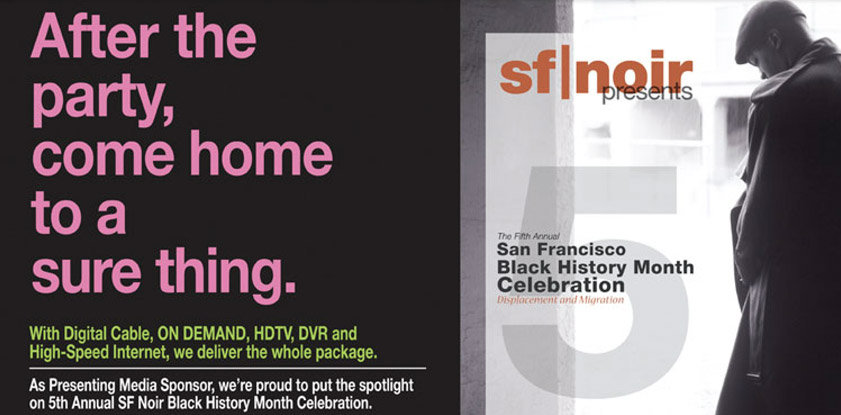 After the
party,
come home
to a
sure thing.
With Digital Cable, ON DEMAND, HDTV, DVR and
High-Speed Internet, we deliver the whole package.
As Presenting Media Sponsor, we're proud to put the spotlight
on 5th Annual SF Noir Black History Month Celebration.
sf|noir
presents
5
The Fifth Annual
San Francisco
Black History Month
Celebration
Displacement and Migration